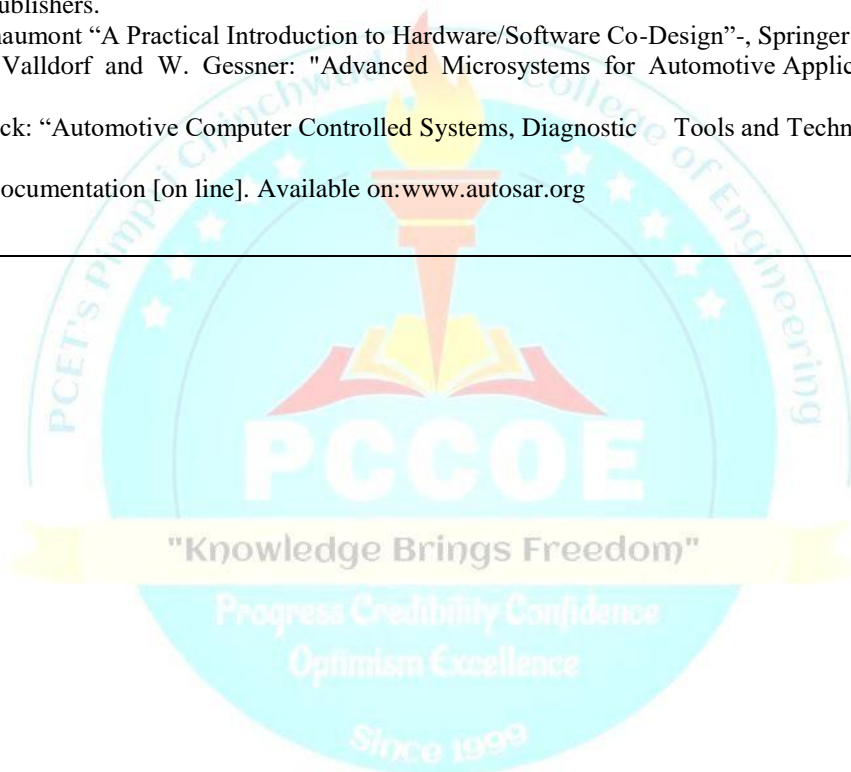 ublishers.
haumont “A Practical Introduction to Hardware/Software Co-Design”-, Springer
Valldorf and W. Gessner: "Advanced Microsystems for Automotive Applic
ck: “Automotive Computer Controlled Systems, Diagnostic Tools and Techn
ocumentation [on line]. Available on:www.autosar.org
PCET's Pimpri Chinchwad College of Engineering
PCCOE
"Knowledge Brings Freedom"
Progress Credibility Confidence
Optimism Excellence
Since 1999